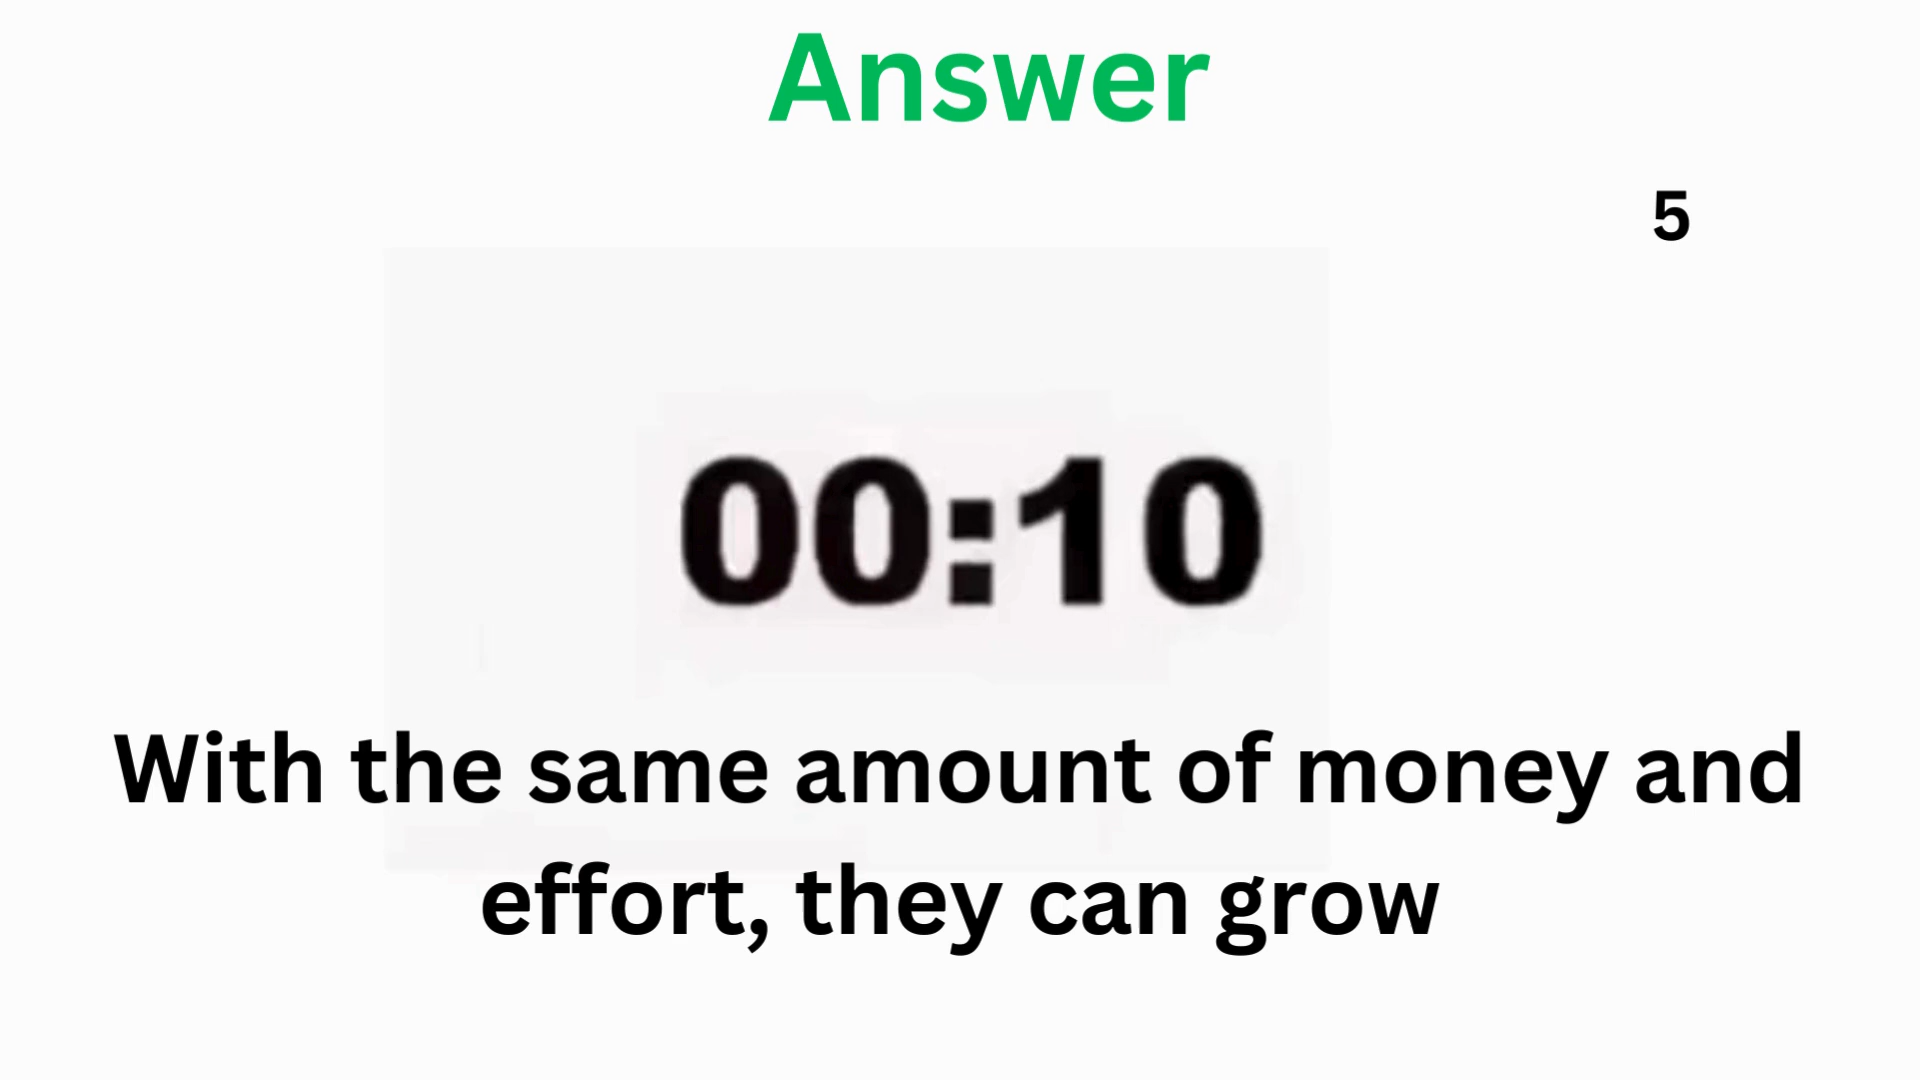 Answer
5
00:10
With the same amount of money and
effort, they can grow